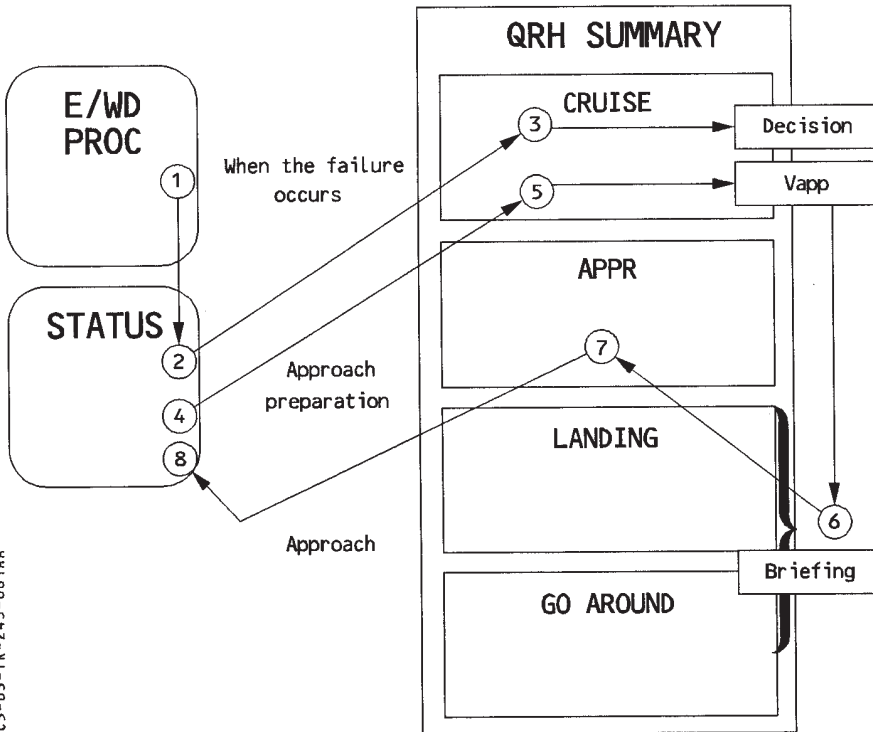 QRH SUMMARY
E/WD
PROC
1
When the failure
occurs
CRUISE
3
Decision
5
Vapp
STATUS
2
4
8
Approach
preparation
APPR
7
LANDING
6
Approach
Briefing
GO AROUND